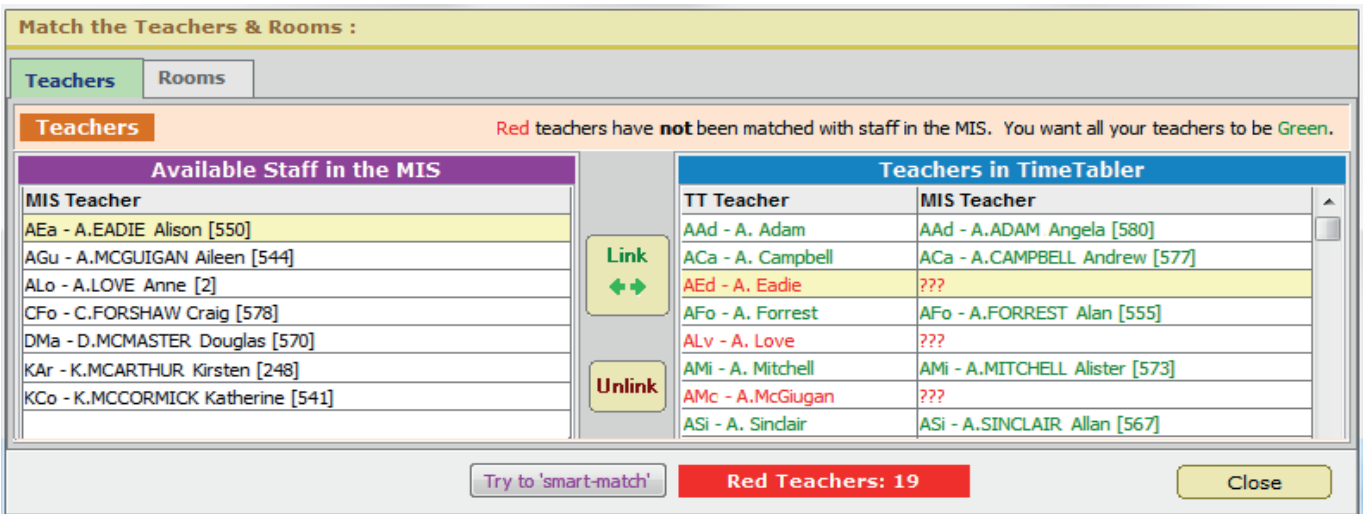 Match the Teachers & Rooms :
Teachers Rooms
Teachers Red teachers have not been matched with staff in the MIS. You want all your teachers to be Green.
Available Staff in the MIS
MIS Teacher
AEa - A.EADIE Alison [550]
AGu - A.MCGUIGAN Aileen [544]
ALo - A.LOVE Anne [2]
CFo - C.FORSHAW Craig [578]
DMa - D.MCMASTER Douglas [570]
KAr - K.MCARTHUR Kirsten [248]
KCo - K.MCCORMICK Katherine [541]
Link
Unlink
Teachers in TimeTabler
TT Teacher MIS Teacher
AAd - A. Adam AAd - A.ADAM Angela [580]
ACa - A. Campbell ACa - A.CAMPBELL Andrew [577]
AEd - A. Eadie ???
AFo - A. Forrest AFo - A.FORREST Alan [555]
ALv - A. Love ???
AMi - A. Mitchell AMi - A.MITCHELL Alister [573]
AMc - A.McGiugan ???
ASi - A. Sinclair ASi - A.SINCLAIR Allan [567]
Try to 'smart-match' Red Teachers: 19 Close